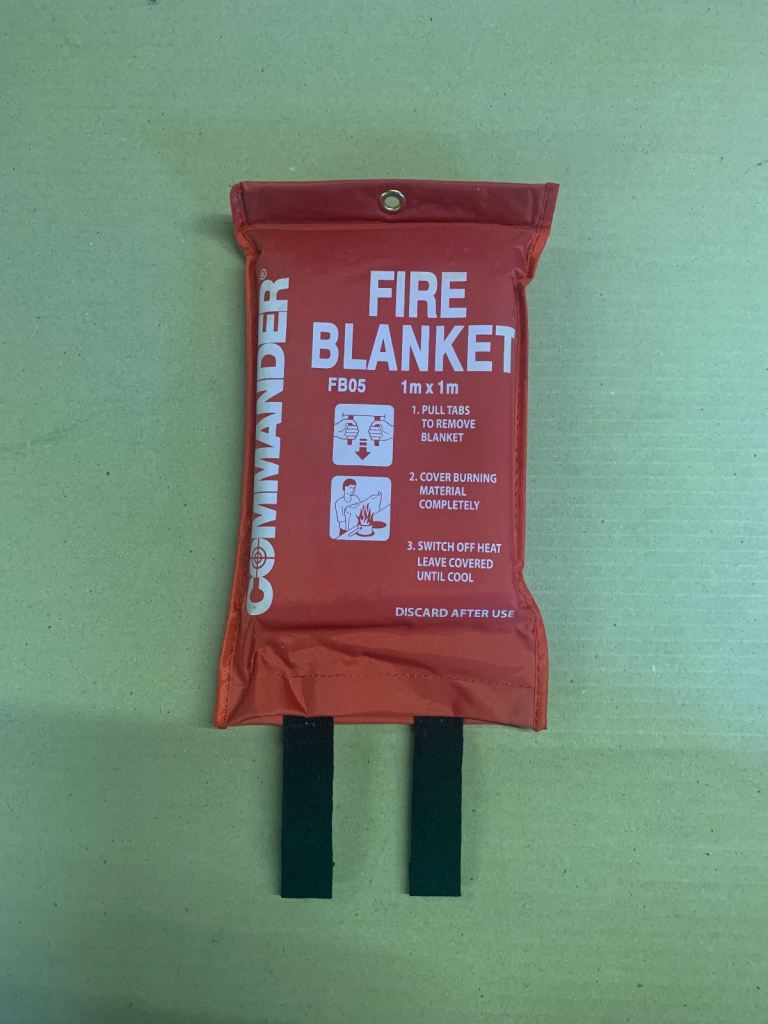 COMMANDER®
FIRE
BLANKET
FB05 1m x 1m
1. PULL TABS
TO REMOVE
BLANKET
2. COVER BURNING
MATERIAL
COMPLETELY
3. SWITCH OFF HEAT
LEAVE COVERED
UNTIL COOL
DISCARD AFTER USE